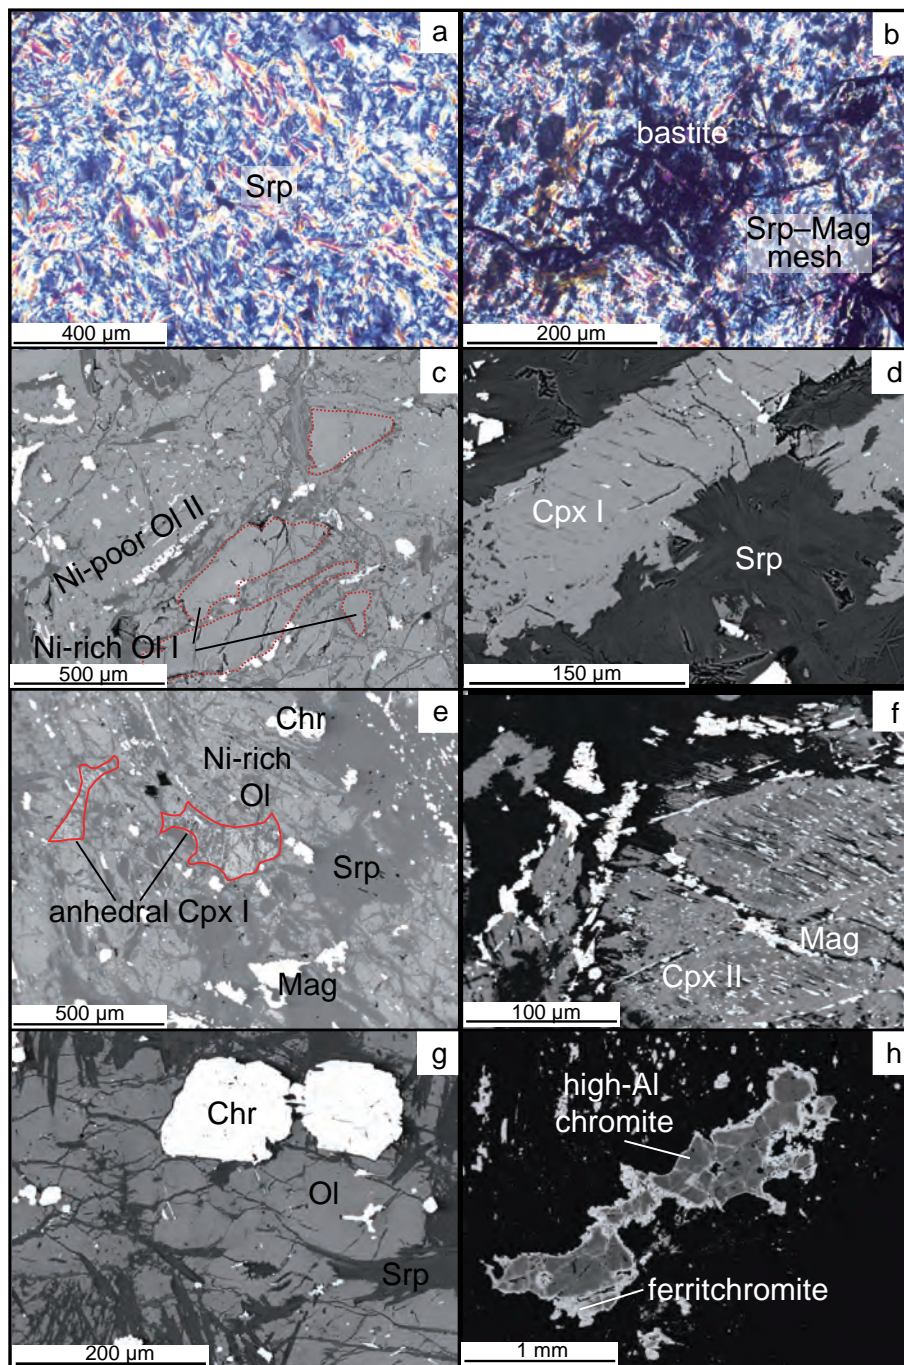 a
Srp
400 µm
b
bastite
Srp–Mag
mesh
200 µm
c
Ni-poor Ol II
Ni-rich Ol I
500 µm
d
Cpx I
Srp
150 µm
e
Chr
Ni-rich
Ol
Srp
anhedral Cpx I
Mag
500 µm
f
Mag
Cpx II
100 µm
g
Chr
Ol
Srp
200 µm
h
high-Al
chromite
ferritchromite
1 mm